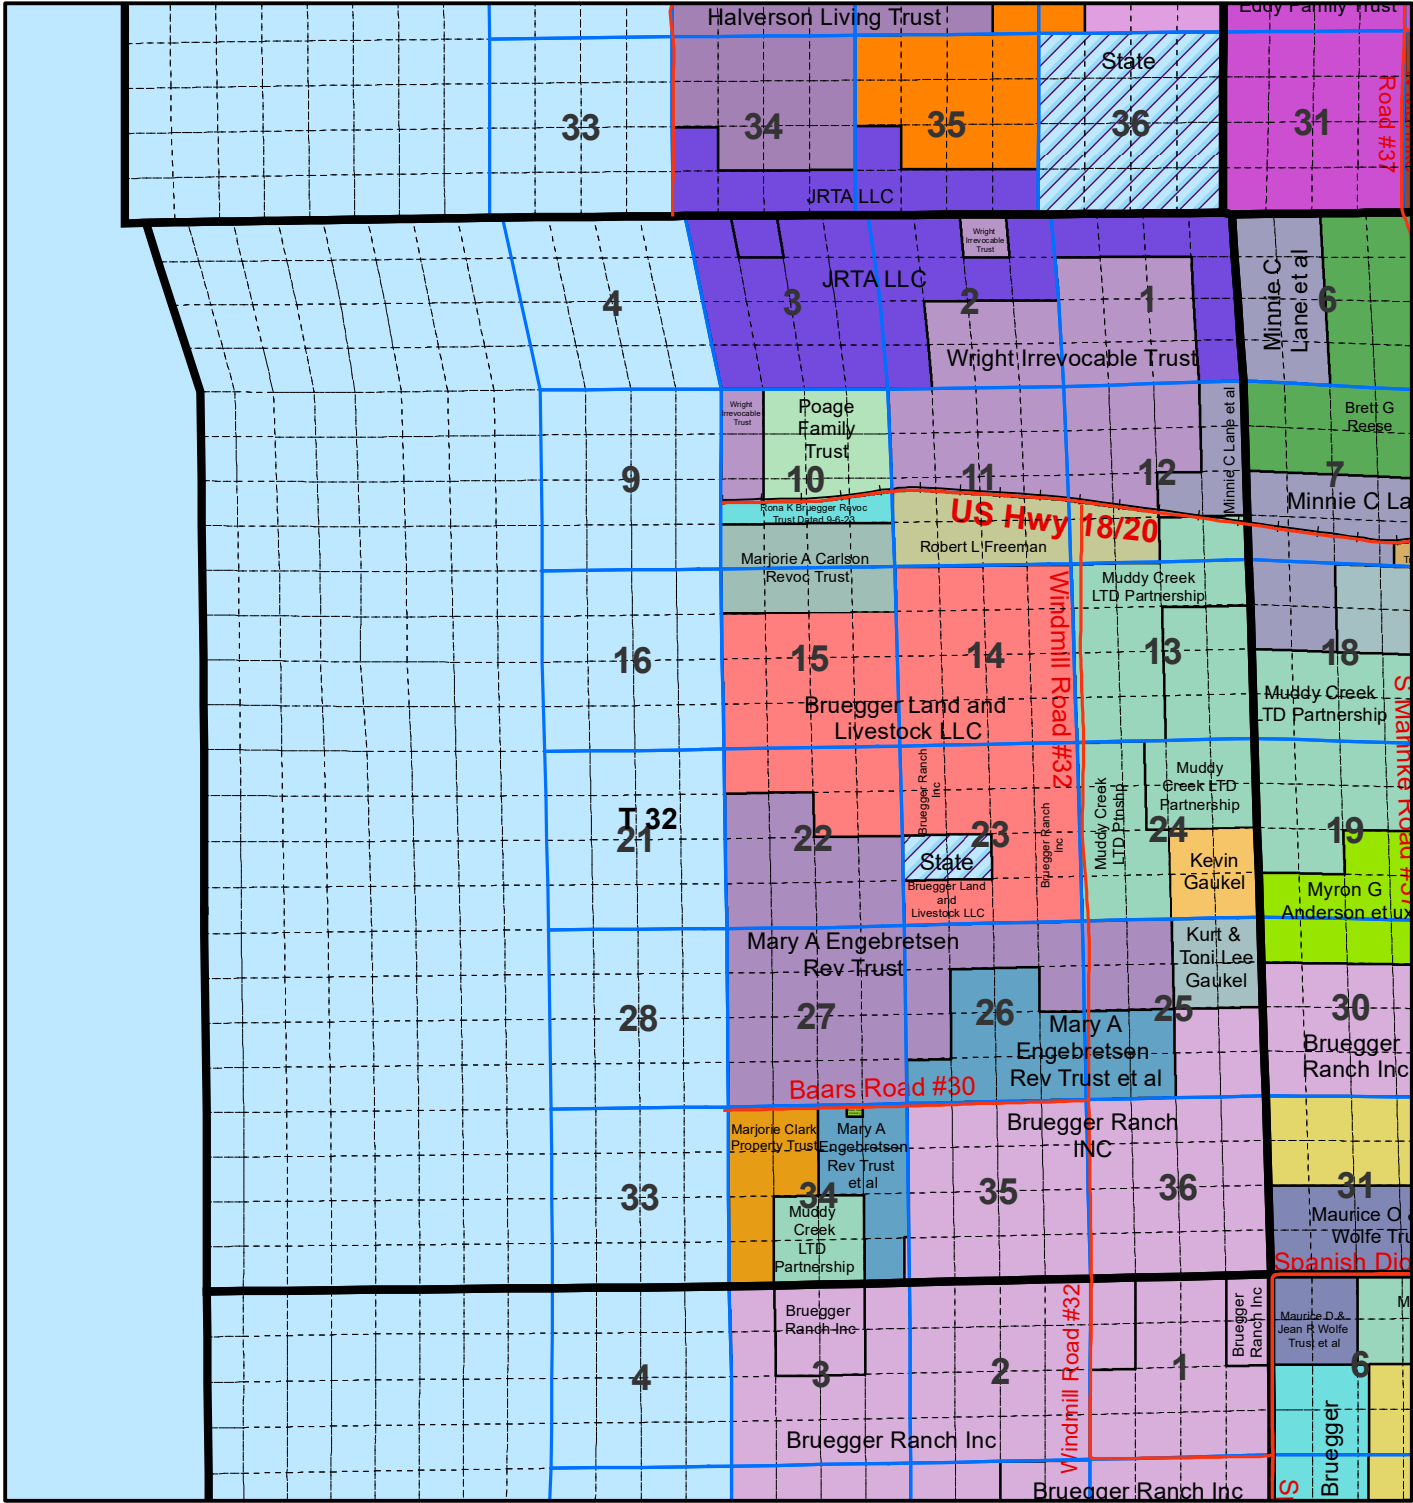 Halverson Living Trust
Eddy Family Trust
State
33
34
35
36
31
Road #37
JRTA LLC
Wright
Irrevocable
Trust
JRTA LLC
4
3
2
1
Minnie C
Lane et al
6
Wright Irrevocable Trust
Wright
Irrevocable
Trust
Poage
Family
Trust
Minnie C Lane et al
Brett G
Reese
9
10
11
12
7
Minnie C La
Rona K Bruegger Revoc
Trust Dated 9-6-23
US Hwy 18/20
Robert L Freeman
Marjorie A Carlson
Revoc Trust
Muddy Creek
LTD Partnership
Windmill Road #32
16
15
14
13
18
Bruegger Land and
Livestock LLC
Muddy Creek
LTD Partnership
S Mannke Road #37
Bruegger Ranch
Inc
Bruegger Ranch
Inc
Muddy Creek
LTD Ptnshp
Muddy
Creek LTD
Partnership
T 32
21
22
23
24
19
State
Kevin
Gaukel
Bruegger Land
and
Livestock LLC
Myron G
Anderson et ux
Mary A Engebretsen
Rev Trust
Kurt &
Toni Lee
Gaukel
28
27
26
25
30
Mary A
Engebretsen
Rev Trust et al
Bruegger
Ranch Inc
Baars Road #30
Marjorie Clark
Property Trust
Mary A
Engebretsen
Rev Trust
et al
Bruegger Ranch
INC
33
34
35
36
31
Muddy
Creek
LTD
Partnership
Maurice O
Wolfe Tru
Spanish Dig
Bruegger
Ranch Inc
Windmill Road #32
Bruegger
Ranch Inc
Maurice D &
Jean R Wolfe
Trust et al
M
4
3
2
1
6
Bruegger Ranch Inc
Bruegger
S
Bruegger Ranch Inc